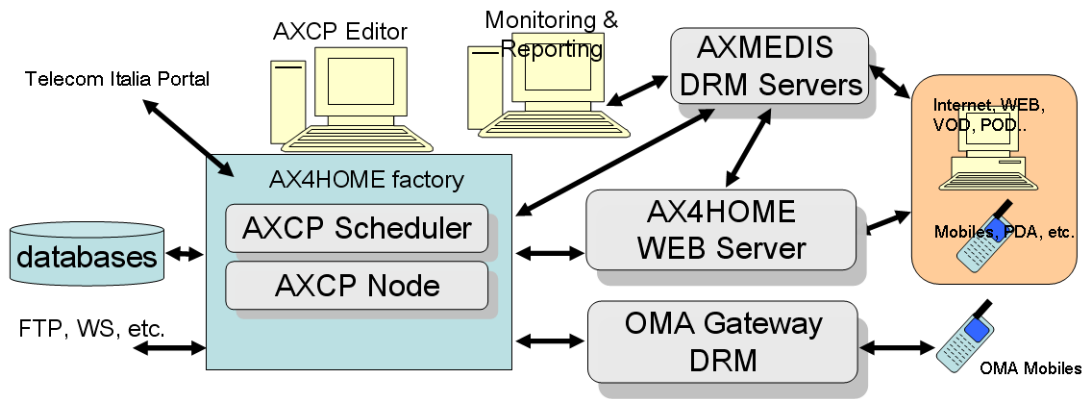 AXCP Editor
Monitoring &
Reporting
Telecom Italia Portal
AXMEDIS
DRM Servers
Internet, WEB,
VOD, POD..
Mobiles, PDA, etc.
AX4HOME factory
AXCP Scheduler
AXCP Node
AX4HOME
WEB Server
databases
FTP, WS, etc.
OMA Gateway
DRM
OMA Mobiles